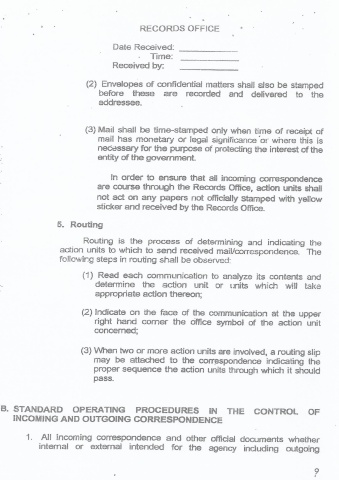 RECORDS OFFICE
Date Received: ____________
Time: ____________
Received by: ____________
(2) Envelopes of confidential matters shall also be stamped
before these are recorded and delivered to the
addressee.
(3) Mail shall be time-stamped only when time of receipt of
mail has monetary or legal significance or where this is
necessary for the purpose of protecting the interest of the
entity of the government.
In order to ensure that all incoming correspondence
are course through the Records Office, action units shall
not act on any papers not officially stamped with yellow
sticker and received by the Records Office.
5. Routing
Routing is the process of determining and indicating the
action units to which to send received mail/correspondence. The
following steps in routing shall be observed:
(1) Read each communication to analyze its contents and
determine the action unit or units which will take
appropriate action thereon;
(2) Indicate on the face of the communication at the upper
right hand corner the office symbol of the action unit
concerned;
(3) When two or more action units are involved, a routing slip
may be attached to the correspondence indicating the
proper sequence the action units through which it should
pass.
B. STANDARD OPERATING PROCEDURES IN THE CONTROL OF
INCOMING AND OUTGOING CORRESPONDENCE
1. All Incoming correspondence and other official documents whether
internal or external intended for the agency including outgoing
9